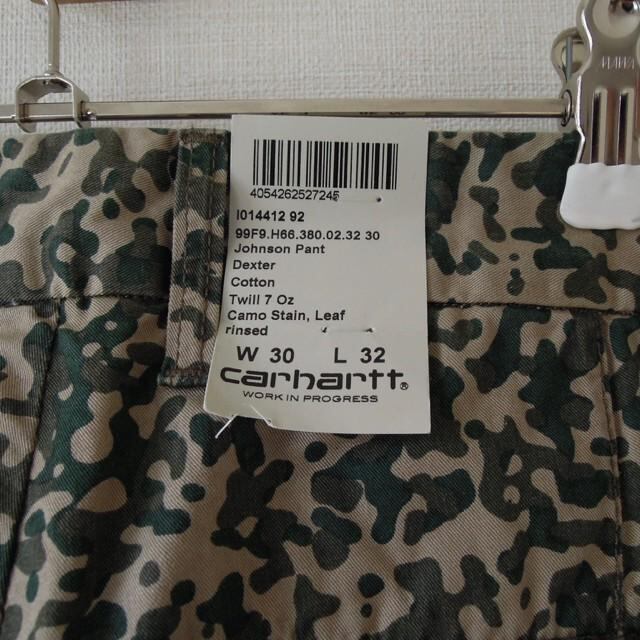 4054262527245
I014412 92
99F9.H66.380.02.32 30
Johnson Pant
Dexter
Cotton
Twill 7 Oz
Camo Stain, Leaf
rinsed
W 30 L 32
carhartt®
WORK IN PROGRESS